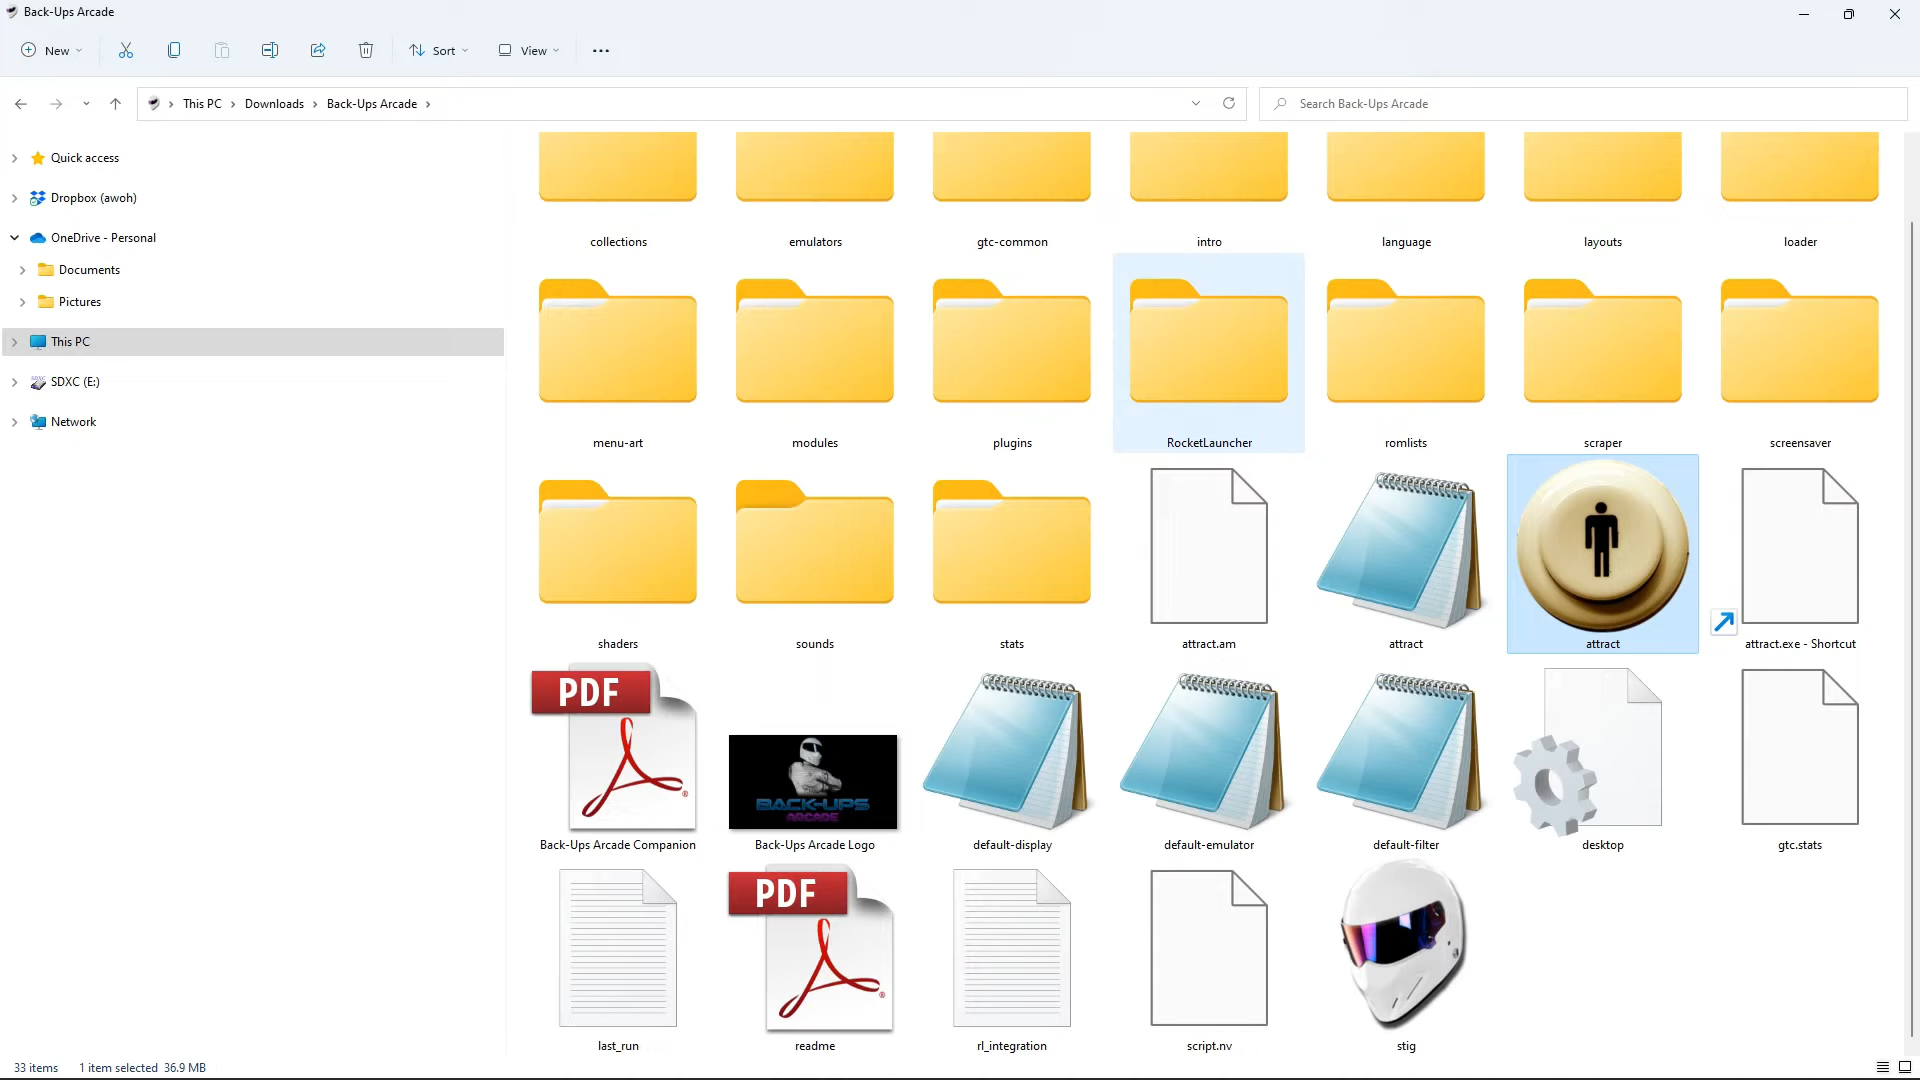 Back-Ups Arcade
New
Sort
View
This PC
Downloads
Back-Ups Arcade
Search Back-Ups Arcade
Quick access
Dropbox (awoh)
OneDrive - Personal
Documents
Pictures
This PC
SDXC (E:)
Network
collections
emulators
gtc-common
intro
language
layouts
loader
menu-art
modules
plugins
RocketLauncher
romlists
scraper
screensaver
shaders
sounds
stats
attract.am
attract
attract
attract.exe - Shortcut
PDF
BACK-UPS
ARCADE
Back-Ups Arcade Companion
Back-Ups Arcade Logo
default-display
default-emulator
default-filter
desktop
gtc.stats
PDF
last_run
readme
rl_integration
script.nv
stig
33 items
1 item selected 36.9 MB